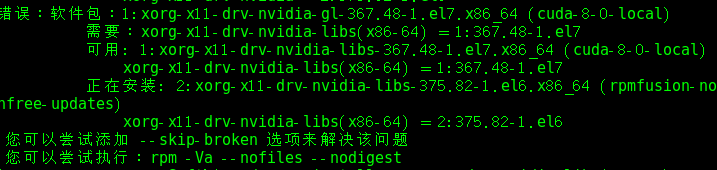 错误：软件包：1:xorg-x11-drv-nvidia-gl-367.48-1.el7.x86_64 (cuda-8-0-local)
需要：xorg-x11-drv-nvidia-libs(x86-64) = 1:367.48-1.el7
可用: 1:xorg-x11-drv-nvidia-libs-367.48-1.el7.x86_64 (cuda-8-0-local)
xorg-x11-drv-nvidia-libs(x86-64) = 1:367.48-1.el7
正在安装: 2:xorg-x11-drv-nvidia-libs-375.82-1.el6.x86_64 (rpmfusion-no
nfree-updates)
xorg-x11-drv-nvidia-libs(x86-64) = 2:375.82-1.el6
您可以尝试添加 --skip-broken 选项来解决该问题
您可以尝试执行：rpm -Va --nofiles --nodigest